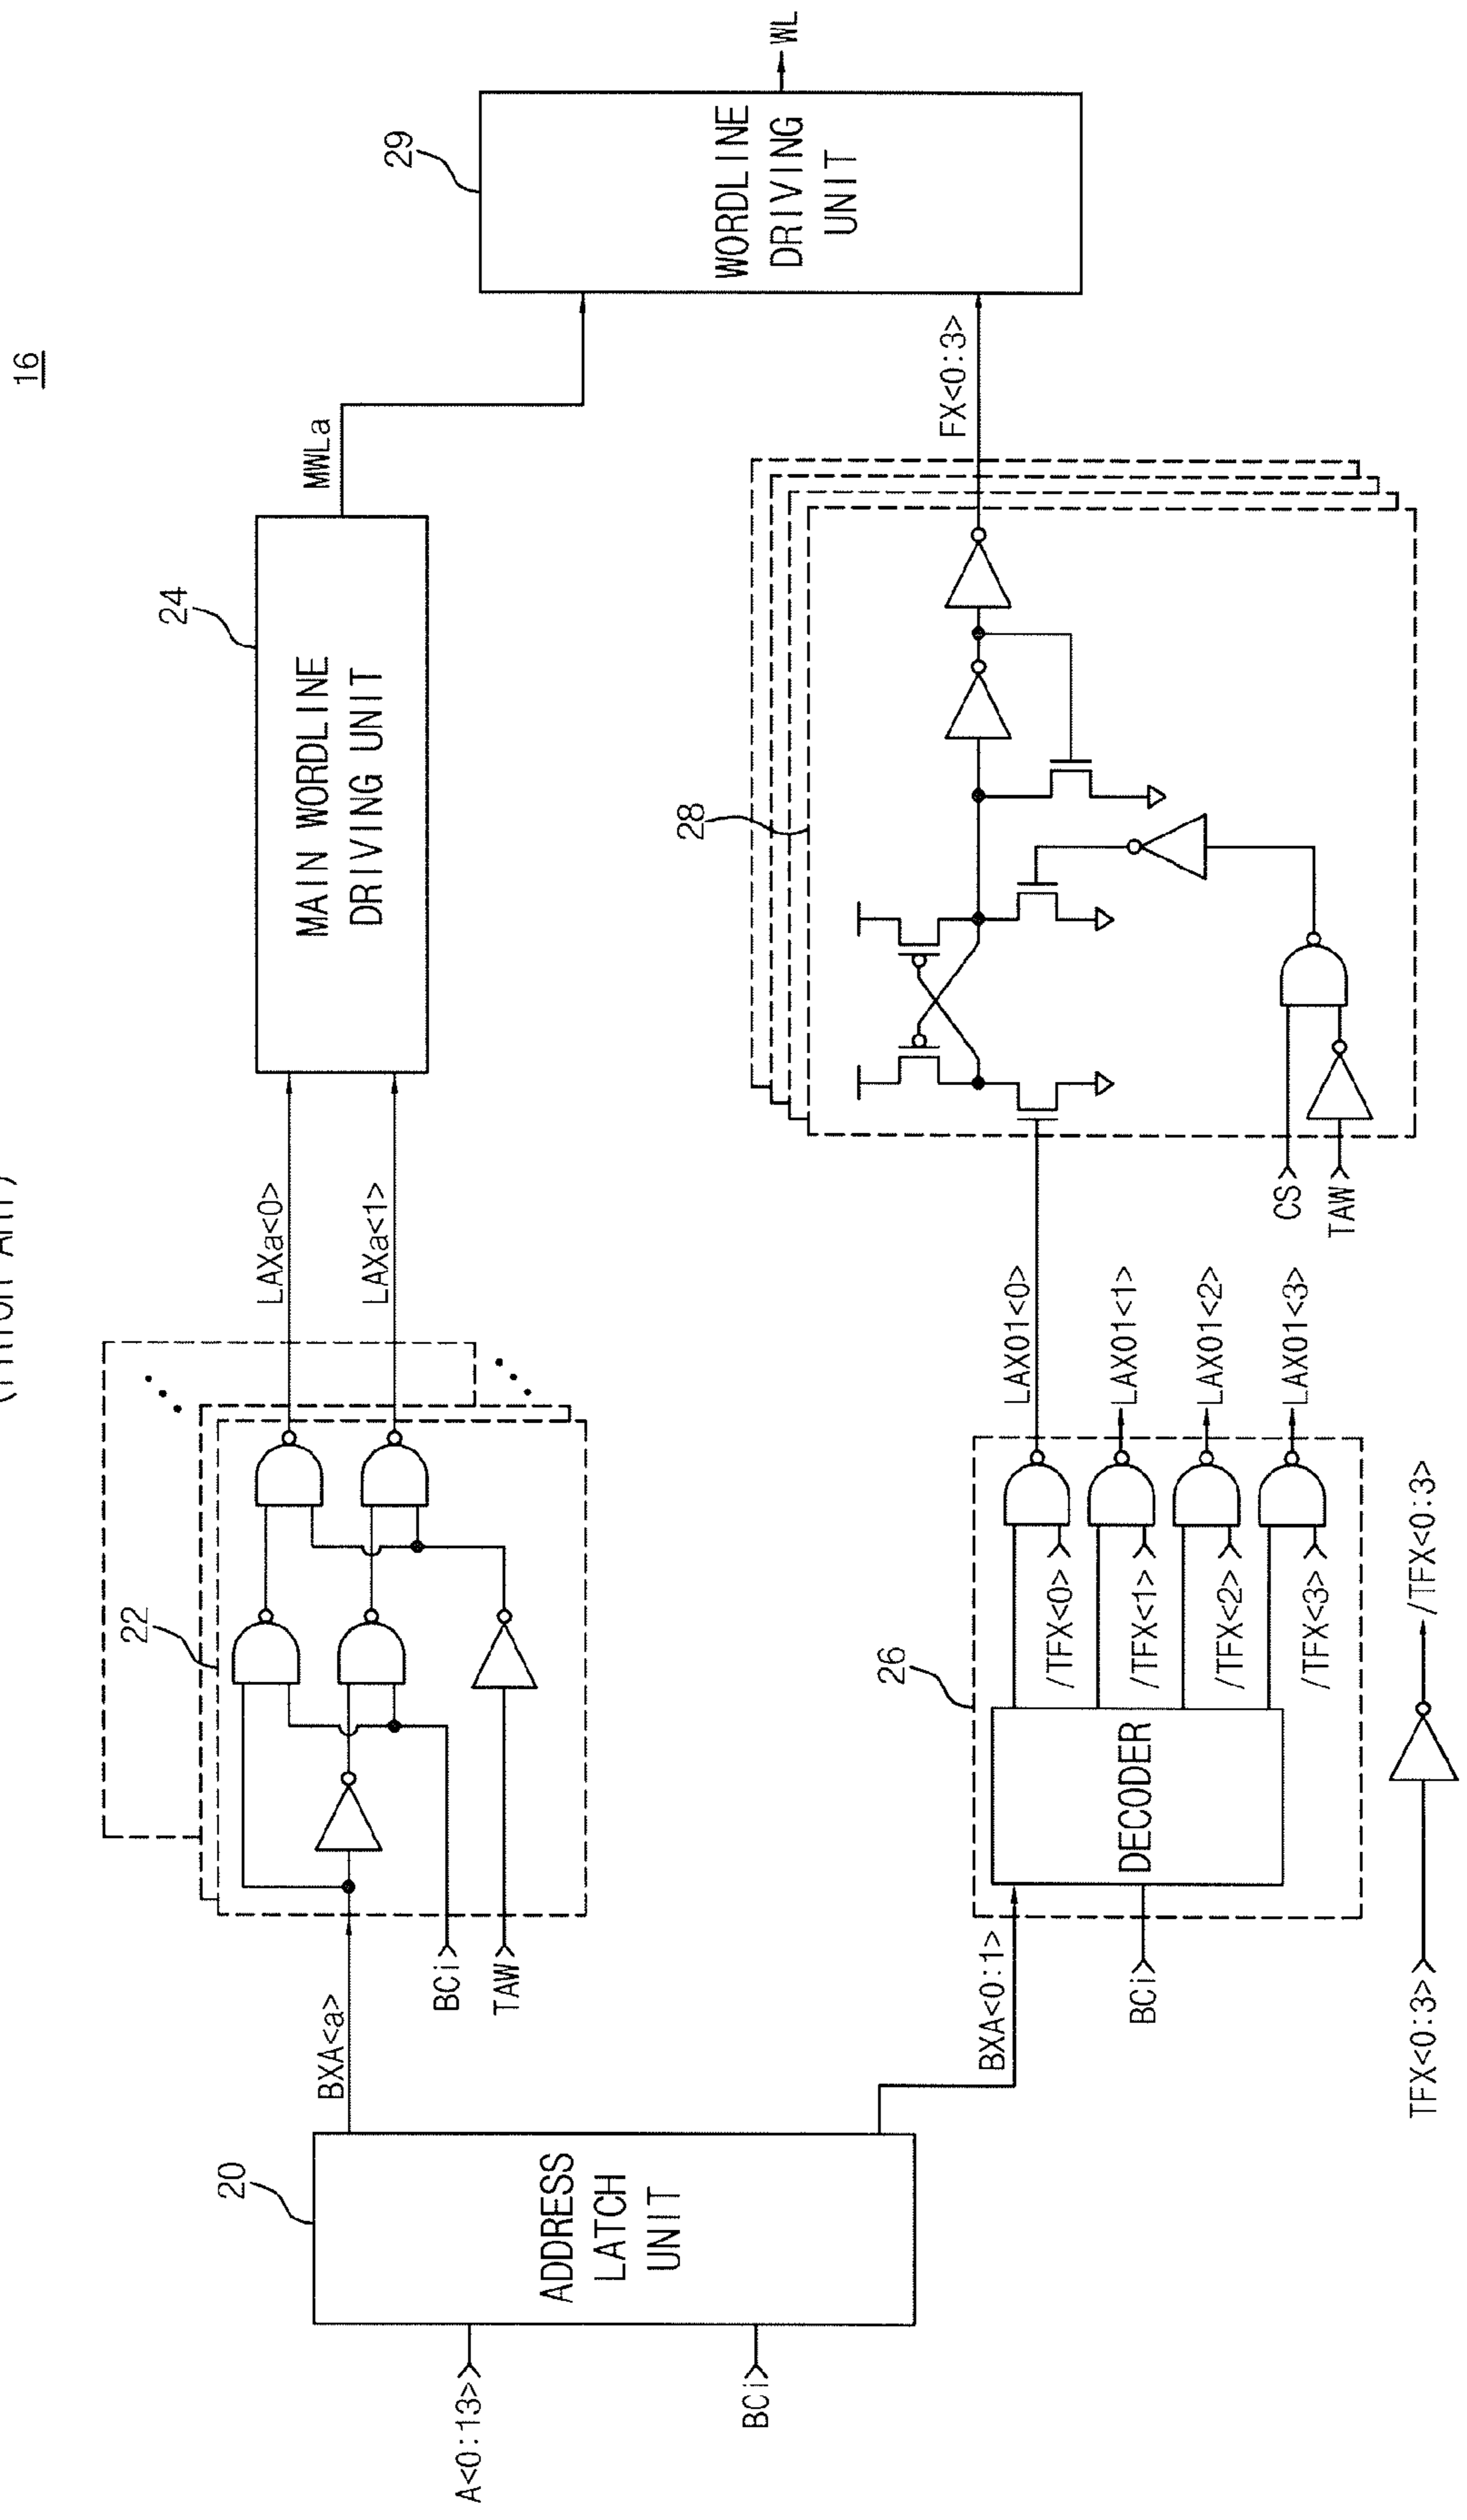 (PRIOR ART)
16
A<0:13>
BCi
20
ADDRESS
LATCH
UNIT
BXA<a>
BCi
TAW
22
LAXa<0>
LAXa<1>
24
MAIN WORDLINE
DRIVING UNIT
MWLa
29
WORDLINE
DRIVING
UNIT
WL
BXA<0:1>
BCi
26
DECODER
/TFX<0>
/TFX<1>
/TFX<2>
/TFX<3>
LAX01<0>
LAX01<1>
LAX01<2>
LAX01<3>
CS
TAW
28
FX<0:3>
TFX<0:3>
/TFX<0:3>